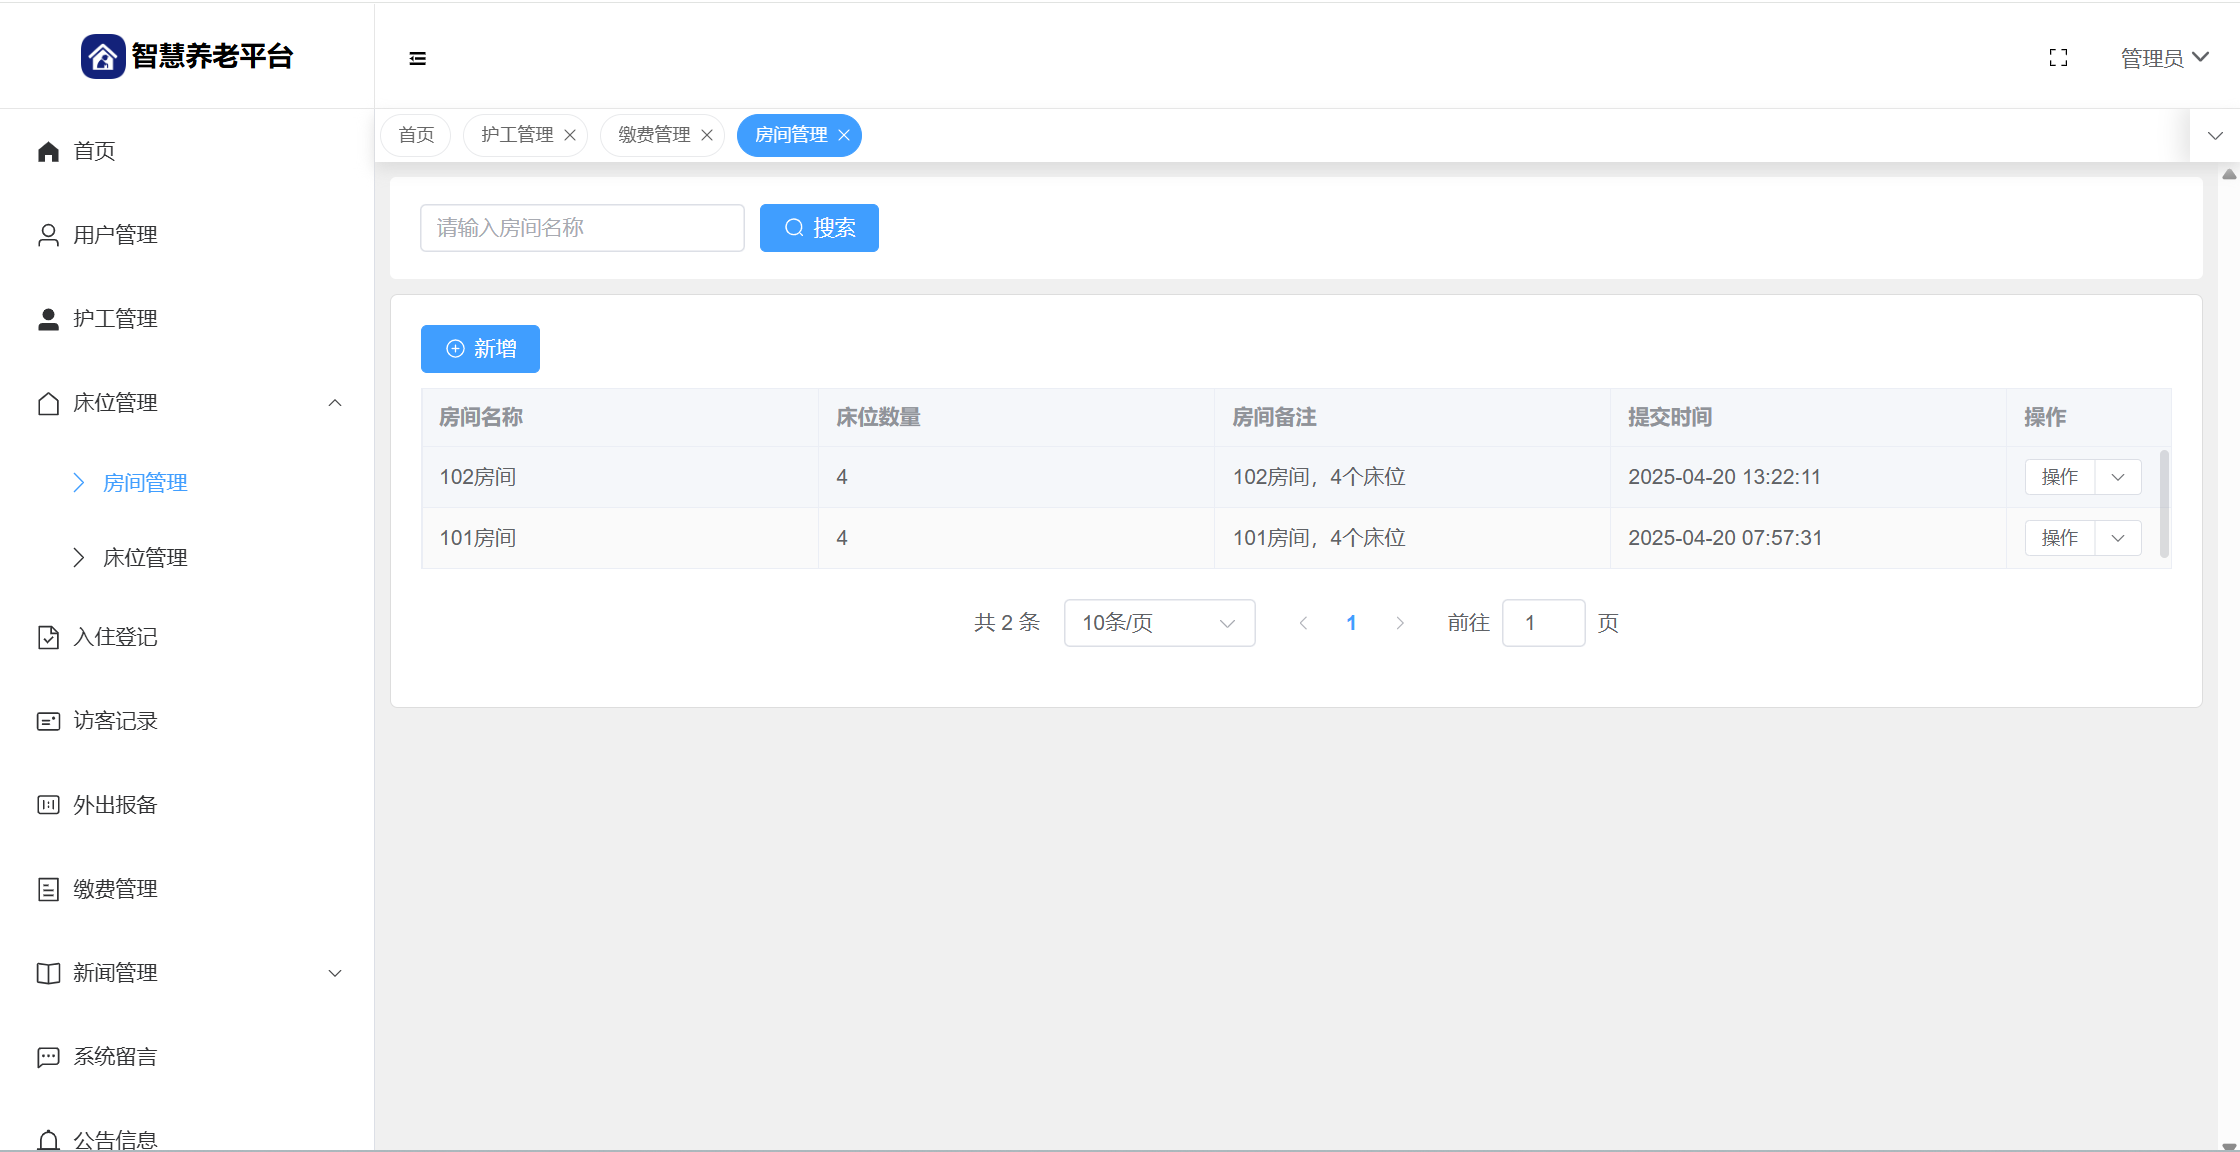 智慧养老平台
管理员
首页
用户管理
护工管理
床位管理
房间管理
床位管理
入住登记
访客记录
外出报备
缴费管理
新闻管理
系统留言
公告信息
首页 护工管理 缴费管理 房间管理
请输入房间名称 搜索
新增
房间名称 床位数量 房间备注 提交时间 操作
102房间 4 102房间，4个床位 2025-04-20 13:22:11 操作
101房间 4 101房间，4个床位 2025-04-20 07:57:31 操作
共 2 条 10条/页 1 前往 1 页